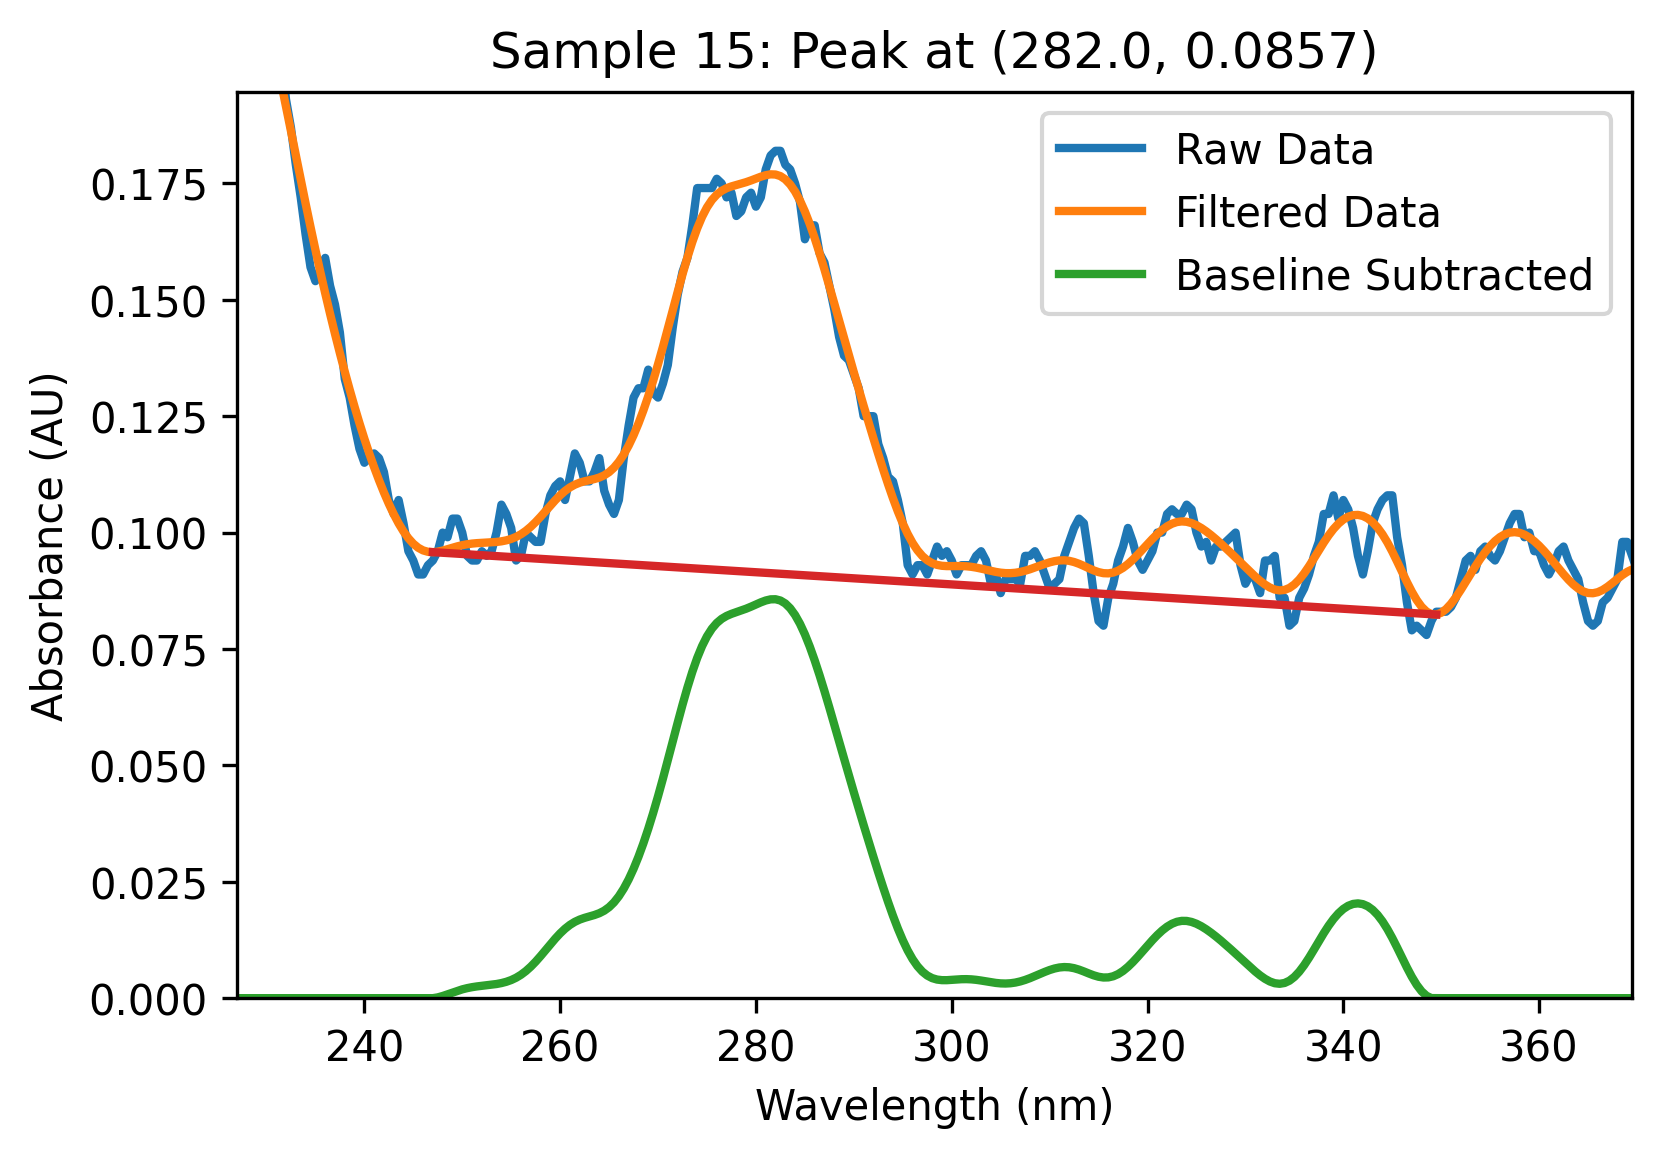 Sample 15: Peak at (282.0, 0.0857)
Raw Data
Filtered Data
Baseline Subtracted
Absorbance (AU)
0.175
0.150
0.125
0.100
0.075
0.050
0.025
0.000
240 260 280 300 320 340 360
Wavelength (nm)